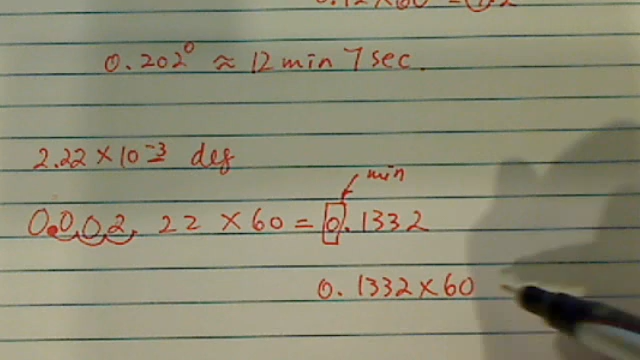 0.202° ≈ 12 min 7 sec.
2.22 × 10⁻³ deg
min
0.002.22 × 60 = 0.1332
0.1332 × 60